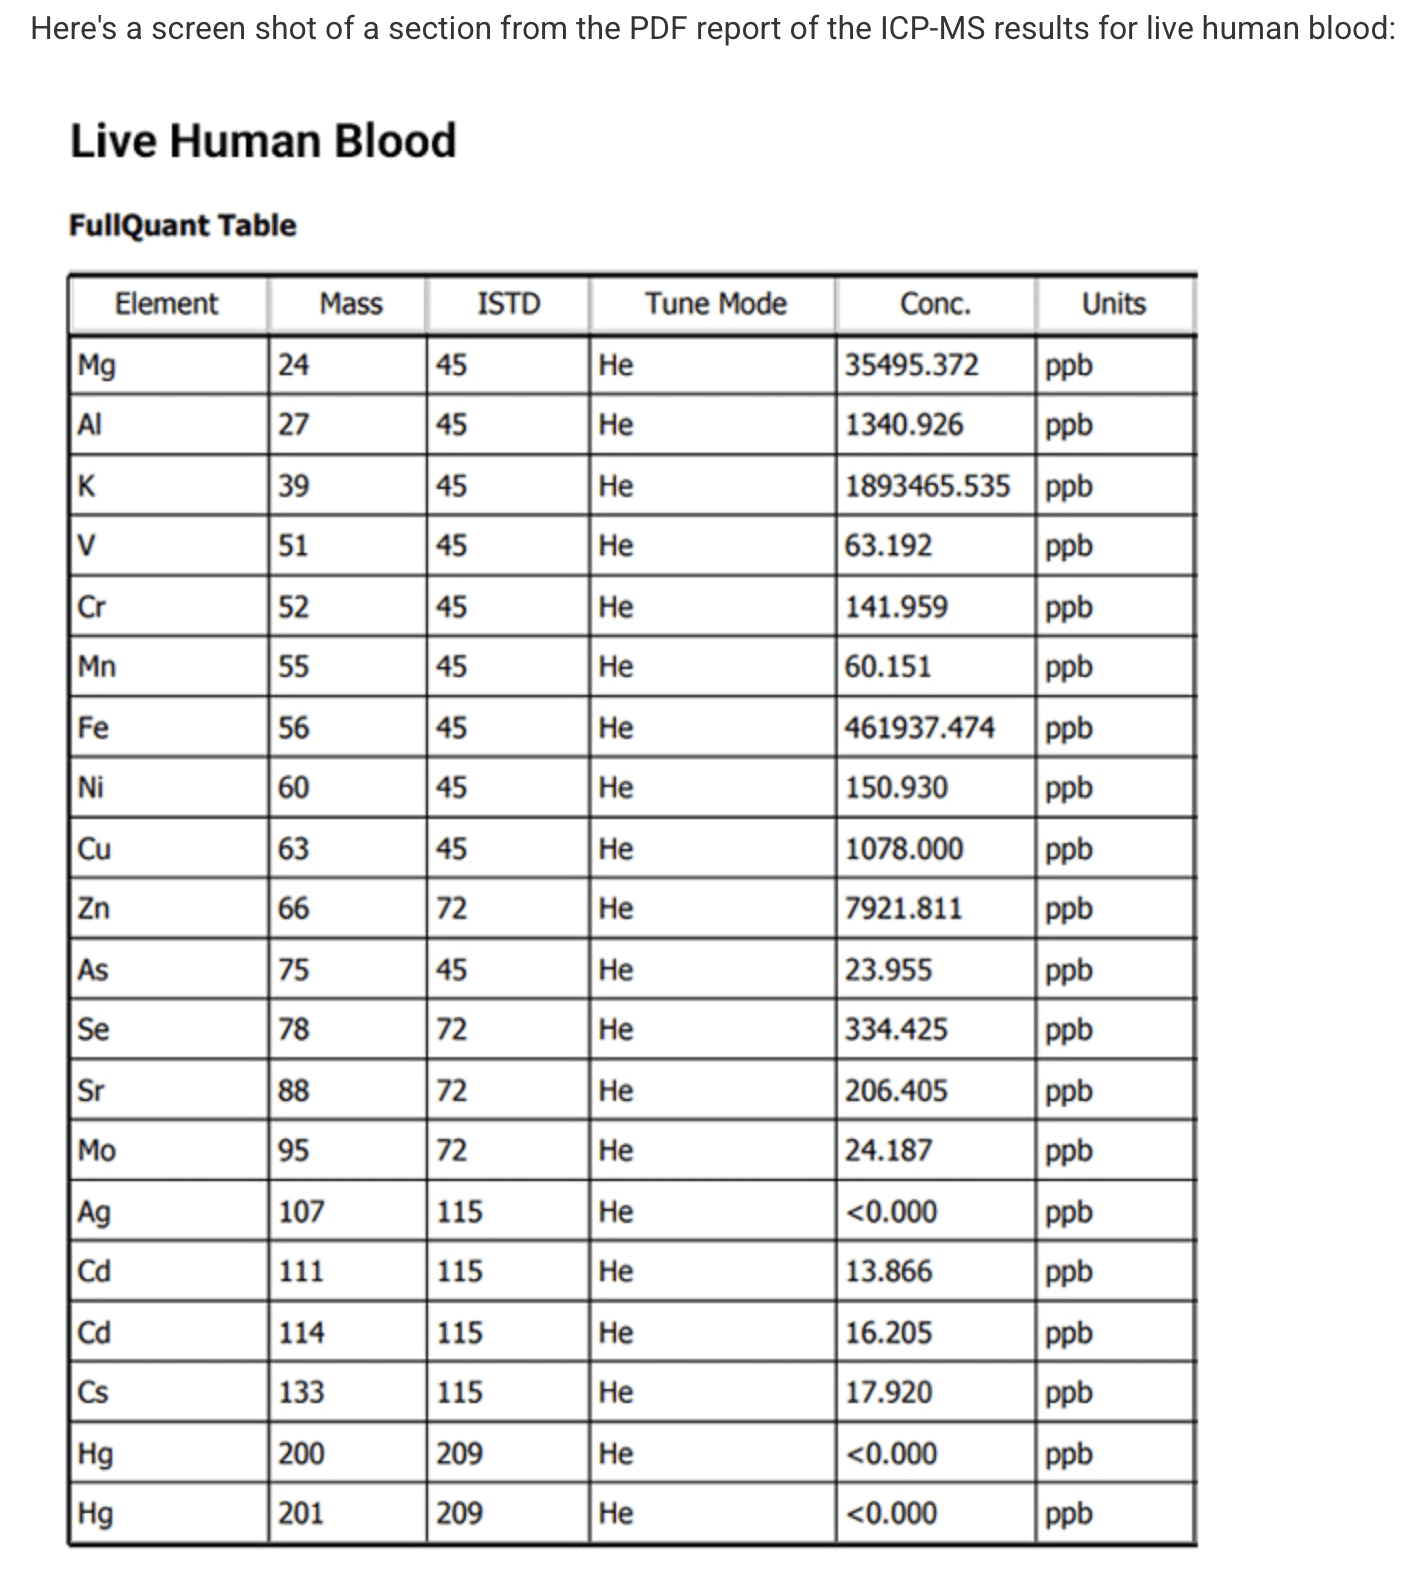 Here's a screen shot of a section from the PDF report of the ICP-MS results for live human blood:
Live Human Blood
FullQuant Table
Element Mass ISTD Tune Mode Conc. Units
Mg 24 45 He 35495.372 ppb
Al 27 45 He 1340.926 ppb
K 39 45 He 1893465.535 ppb
V 51 45 He 63.192 ppb
Cr 52 45 He 141.959 ppb
Mn 55 45 He 60.151 ppb
Fe 56 45 He 461937.474 ppb
Ni 60 45 He 150.930 ppb
Cu 63 45 He 1078.000 ppb
Zn 66 72 He 7921.811 ppb
As 75 45 He 23.955 ppb
Se 78 72 He 334.425 ppb
Sr 88 72 He 206.405 ppb
Mo 95 72 He 24.187 ppb
Ag 107 115 He <0.000 ppb
Cd 111 115 He 13.866 ppb
Cd 114 115 He 16.205 ppb
Cs 133 115 He 17.920 ppb
Hg 200 209 He <0.000 ppb
Hg 201 209 He <0.000 ppb